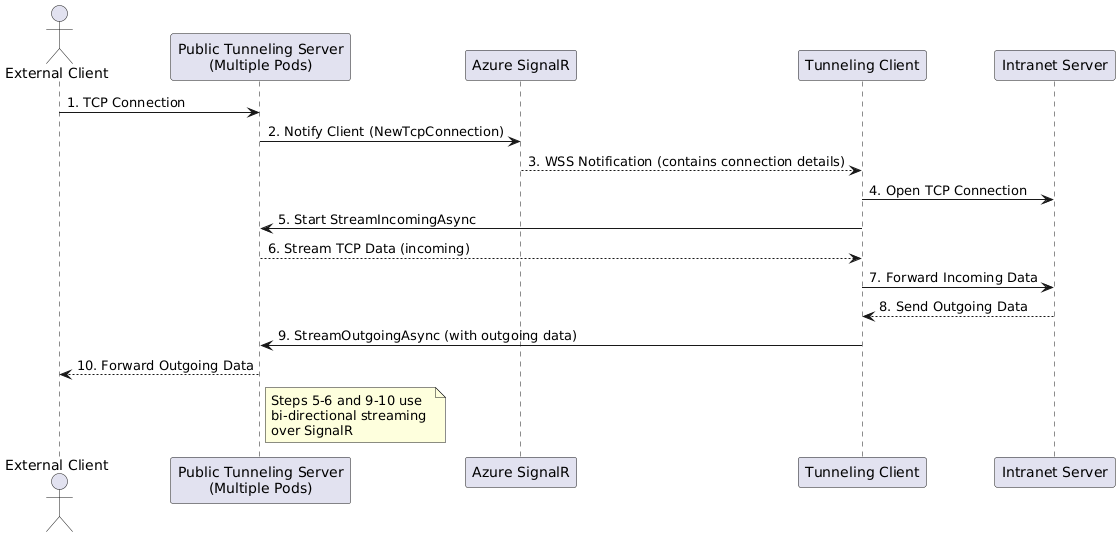 External Client
Public Tunneling Server
(Multiple Pods)
Azure SignalR
Tunneling Client
Intranet Server
1. TCP Connection
2. Notify Client (NewTcpConnection)
3. WSS Notification (contains connection details)
4. Open TCP Connection
5. Start StreamIncomingAsync
6. Stream TCP Data (incoming)
7. Forward Incoming Data
8. Send Outgoing Data
9. StreamOutgoingAsync (with outgoing data)
10. Forward Outgoing Data
Steps 5-6 and 9-10 use
bi-directional streaming
over SignalR
External Client
Public Tunneling Server
(Multiple Pods)
Azure SignalR
Tunneling Client
Intranet Server